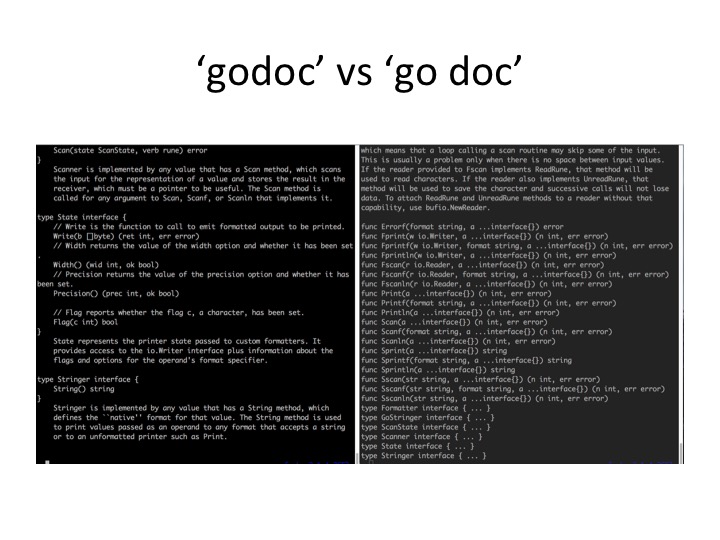 ‘godoc’ vs ‘go doc’
Scan(state ScanState, verb rune) error
}
Scanner is implemented by any value that has a Scan method, which scans
the input for the representation of a value and stores the result in the
receiver, which must be a pointer to be useful. The Scan method is
called for any argument to Scan, Scanf, or Scanln that implements it.
type State interface {
// Write is the function to call to emit formatted output to be printed.
Write(b []byte) (ret int, err error)
// Width returns the value of the width option and whether it has been set
.
Width() (wid int, ok bool)
// Precision returns the value of the precision option and whether it has
been set.
Precision() (prec int, ok bool)
// Flag reports whether the flag c, a character, has been set.
Flag(c int) bool
}
State represents the printer state passed to custom formatters. It
provides access to the io.Writer interface plus information about the
flags and options for the operand's format specifier.
type Stringer interface {
String() string
}
Stringer is implemented by any value that has a String method, which
defines the ``native'' format for that value. The String method is used
to print values passed as an operand to any format that accepts a string
or to an unformatted printer such as Print.
which means that a loop calling a scan routine may skip some of the input.
This is usually a problem only when there is no space between input values.
If the reader provided to Fscan implements ReadRune, that method will be
used to read characters. If the reader also implements UnreadRune, that
method will be used to save the character and successive calls will not lose
data. To attach ReadRune and UnreadRune methods to a reader without that
capability, use bufio.NewReader.
func Errorf(format string, a ...interface{}) error
func Fprint(w io.Writer, a ...interface{}) (n int, err error)
func Fprintf(w io.Writer, format string, a ...interface{}) (n int, err error)
func Fprintln(w io.Writer, a ...interface{}) (n int, err error)
func Fscan(r io.Reader, a ...interface{}) (n int, err error)
func Fscanf(r io.Reader, format string, a ...interface{}) (n int, err error)
func Fscanln(r io.Reader, a ...interface{}) (n int, err error)
func Print(a ...interface{}) (n int, err error)
func Printf(format string, a ...interface{}) (n int, err error)
func Println(a ...interface{}) (n int, err error)
func Scan(a ...interface{}) (n int, err error)
func Scanf(format string, a ...interface{}) (n int, err error)
func Scanln(a ...interface{}) (n int, err error)
func Sprint(a ...interface{}) string
func Sprintf(format string, a ...interface{}) string
func Sprintln(a ...interface{}) string
func Sscan(str string, a ...interface{}) (n int, err error)
func Sscanf(str string, format string, a ...interface{}) (n int, err error)
func Sscanln(str string, a ...interface{}) (n int, err error)
type Formatter interface { ... }
type GoStringer interface { ... }
type ScanState interface { ... }
type Scanner interface { ... }
type State interface { ... }
type Stringer interface { ... }